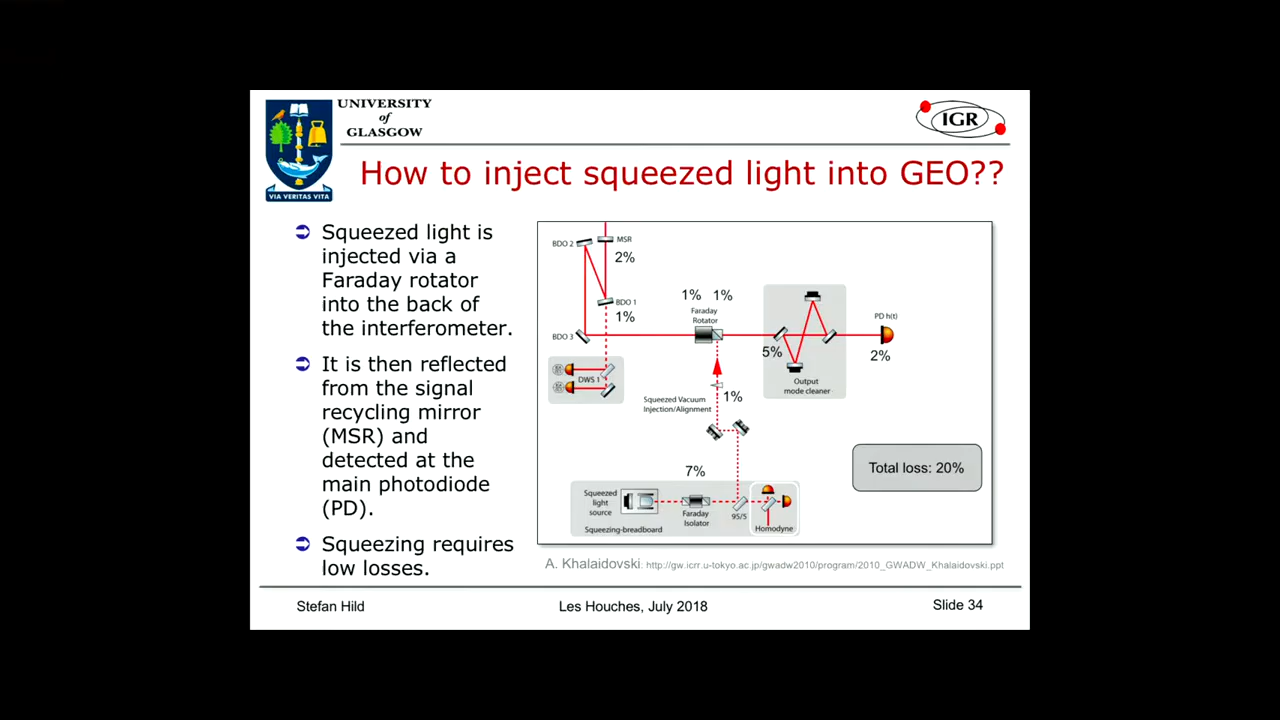 UNIVERSITY
of
GLASGOW
VIA VERITAS VITA
IGR
How to inject squeezed light into GEO??
Squeezed light is
injected via a
Faraday rotator
into the back of
the interferometer.
It is then reflected
from the signal
recycling mirror
(MSR) and
detected at the
main photodiode
(PD).
Squeezing requires
low losses.
BDO 2
MSR
2%
BDO 1
1%
BDO 3
DWS 1
1% 1%
Faraday
Rotator
5%
Output
mode cleaner
PD h(t)
2%
Squeezed Vacuum
Injection/Alignment
1%
7%
Squeezed
light
source
Faraday
Isolator
95/5
Homodyne
Squeezing-breadboard
Total loss: 20%
A. Khalaidovski: http://gw.icrr.u-tokyo.ac.jp/gwadw2010/program/2010_GWADW_Khalaidovski.ppt
Stefan Hild
Les Houches, July 2018
Slide 34